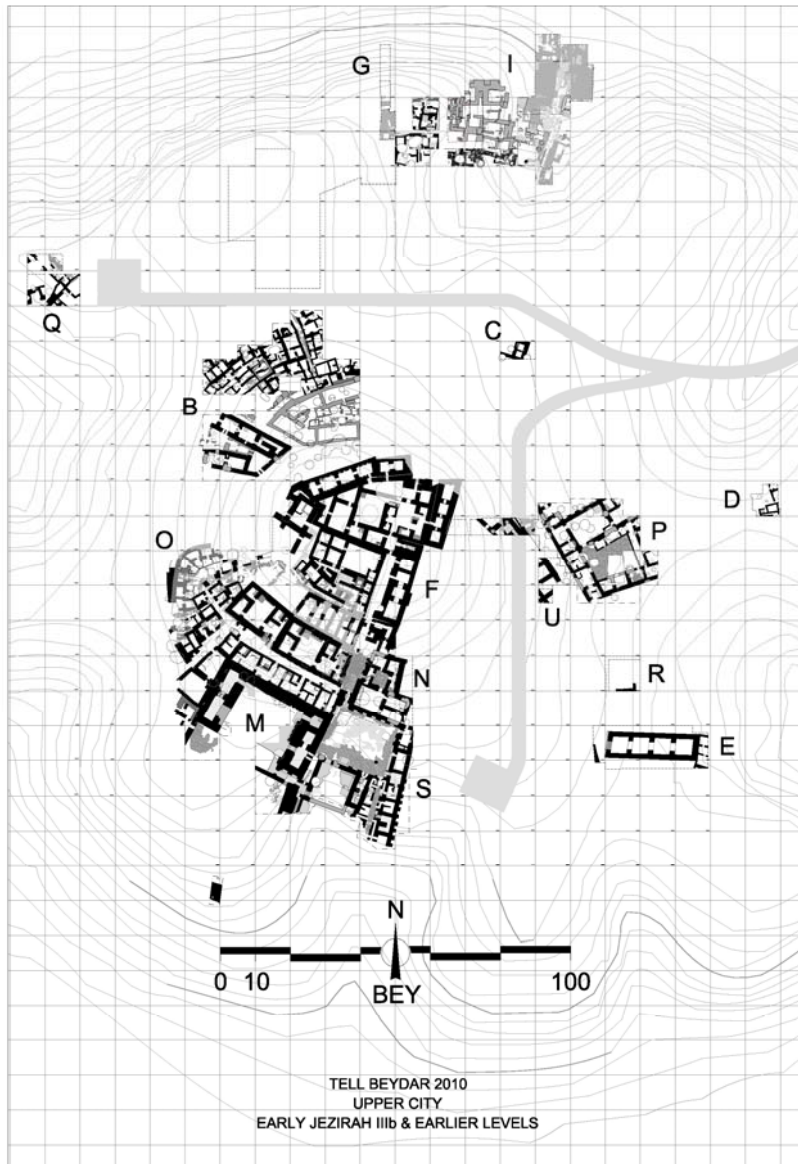 G
I
Q
C
B
D
P
O
F
U
N
R
M
E
S
N
0 10 100
BEY
TELL BEYDAR 2010
UPPER CITY
EARLY JEZIRAH IIIb & EARLIER LEVELS